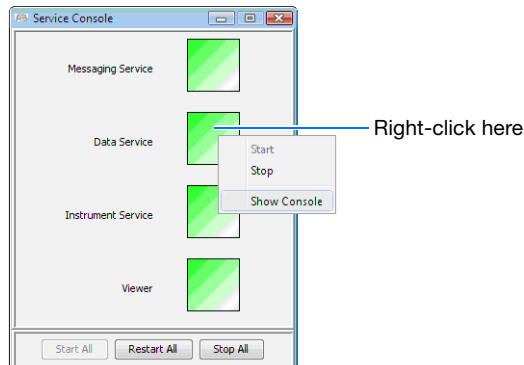 Service Console
Messaging Service
Data Service
Right-click here
Start
Stop
Show Console
Instrument Service
Viewer
Start All Restart All Stop All